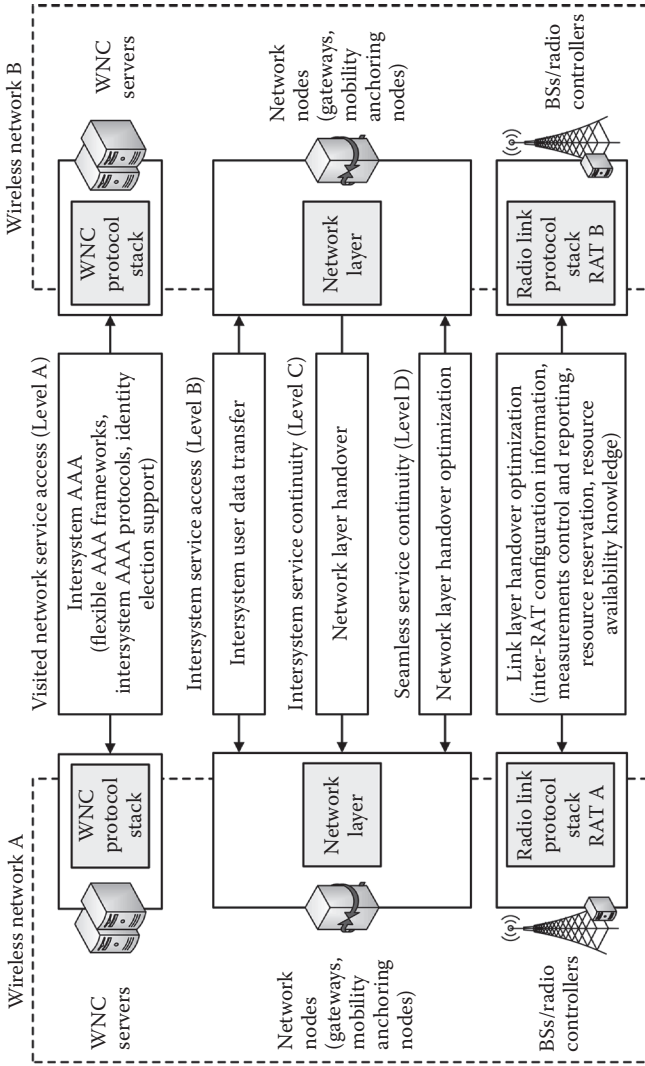 Wireless network A
WNC
servers
WNC
protocol
stack
Network
nodes
(gateways,
mobility
anchoring
nodes)
Network
layer
BSs/radio
controllers
Radio link
protocol
stack
RAT A
Visited network service access (Level A)
Intersystem AAA
(flexible AAA frameworks,
intersystem AAA protocols, identity
election support)
Intersystem service access (Level B)
Intersystem user data transfer
Intersystem service continuity (Level C)
Network layer handover
Seamless service continuity (Level D)
Network layer handover optimization
Link layer handover optimization
(inter-RAT configuration information,
measurements control and reporting,
resource reservation, resource
availability knowledge)
Wireless network B
WNC
protocol
stack
WNC
servers
Network
layer
Network
nodes
(gateways,
mobility
anchoring
nodes)
Radio link
protocol
stack
RAT B
BSs/radio
controllers